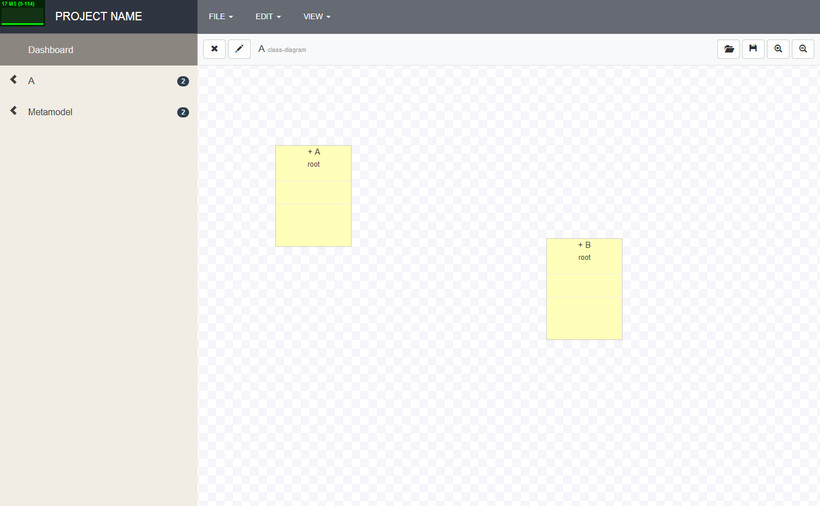 17 MS (9-114)
PROJECT NAME
FILE
EDIT
VIEW
Dashboard
A class-diagram
A
2
Metamodel
2
+ A
root
+ B
root